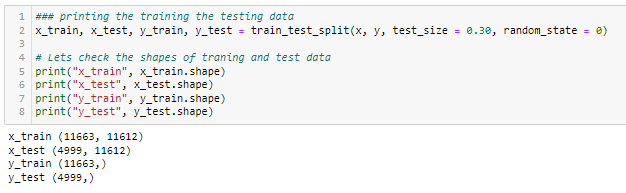 1 ### printing the training the testing data
2 x_train, x_test, y_train, y_test = train_test_split(x, y, test_size = 0.30, random_state = 0)
3
4 # Lets check the shapes of traning and test data
5 print("x_train", x_train.shape)
6 print("x_test", x_test.shape)
7 print("y_train", y_train.shape)
8 print("y_test", y_test.shape)
x_train (11663, 11612)
x_test (4999, 11612)
y_train (11663,)
y_test (4999,)